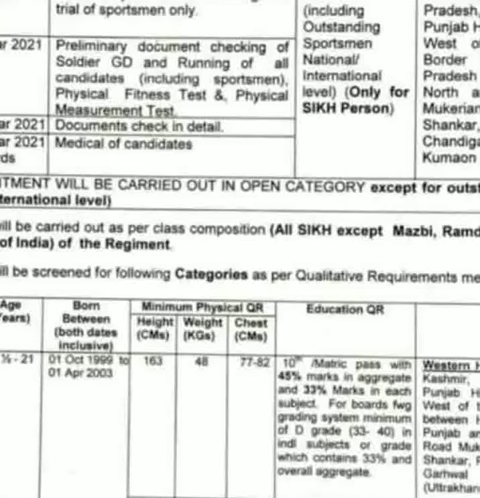 trial of sportsmen only.
(including
Outstanding
Sportsmen
National/
International
level) (Only for
SIKH Person)
Pradesh,
Punjab H
West o
Border
Pradesh
North a
Mukerian
Shankar,
Chandiga
Kumaon
ar 2021
Preliminary document checking of
Soldier GD and Running of all
candidates (including sportsmen),
Physical Fitness Test &, Physical
Measurement Test.
ar 2021
Documents check in detail.
ar 2021
rds
Medical of candidates
ITMENT WILL BE CARRIED OUT IN OPEN CATEGORY except for outs
ternational level)
ill be carried out as per class composition (All SIKH except Mazbi, Ramd
of India) of the Regiment.
ill be screened for following Categories as per Qualitative Requirements me
Age
ears)
Born
Between
(both dates
inclusive)
Minimum Physical QR
Height
(CMs)
Weight
(KGs)
Chest
(CMs)
Education QR
½ - 21
01 Oct 1999 to
01 Apr 2003
163
48
77-82
10th /Matric pass with
45% marks in aggregate
and 33% Marks in each
subject. For boards fwg
grading system minimum
of D grade (33- 40) in
indl subjects or grade
which contains 33% and
overall aggregate.
Western H
Kashmir,
Punjab H
West of t
between H
Punjab an
Road Muk
Shankar, R
Garhwal
(Uttrakhan